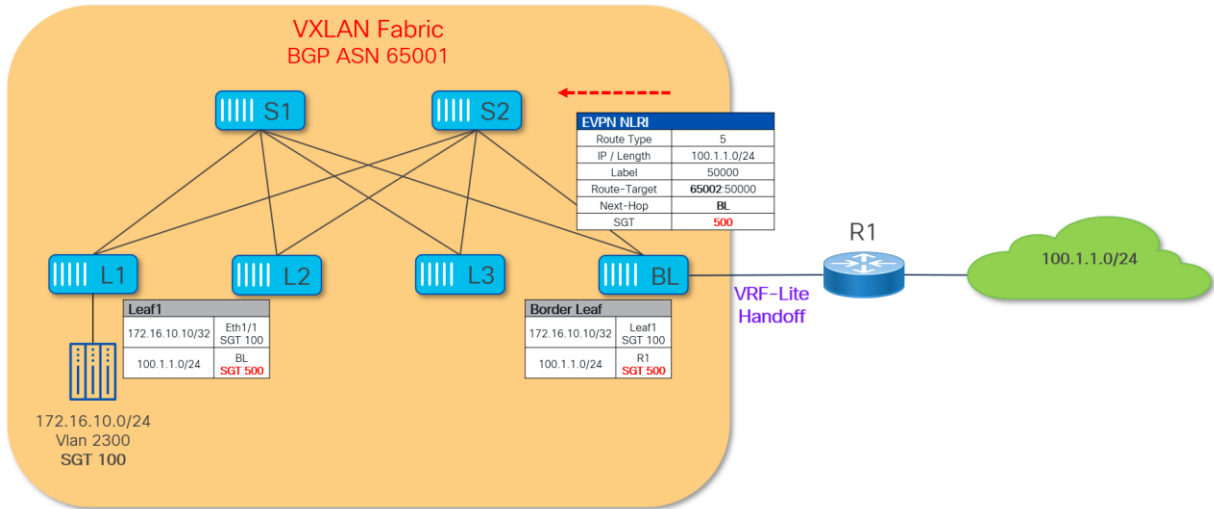 VXLAN Fabric
BGP ASN 65001
S1
S2
EVPN NLRI
Route Type 5
IP / Length 100.1.1.0/24
Label 50000
Route-Target 65002:50000
Next-Hop BL
SGT 500
R1
100.1.1.0/24
L1
L2
L3
BL
VRF-Lite
Handoff
Leaf1
172.16.10.10/32 Eth1/1
SGT 100
100.1.1.0/24 BL
SGT 500
Border Leaf
172.16.10.10/32 Leaf1
SGT 100
100.1.1.0/24 R1
SGT 500
172.16.10.0/24
Vlan 2300
SGT 100